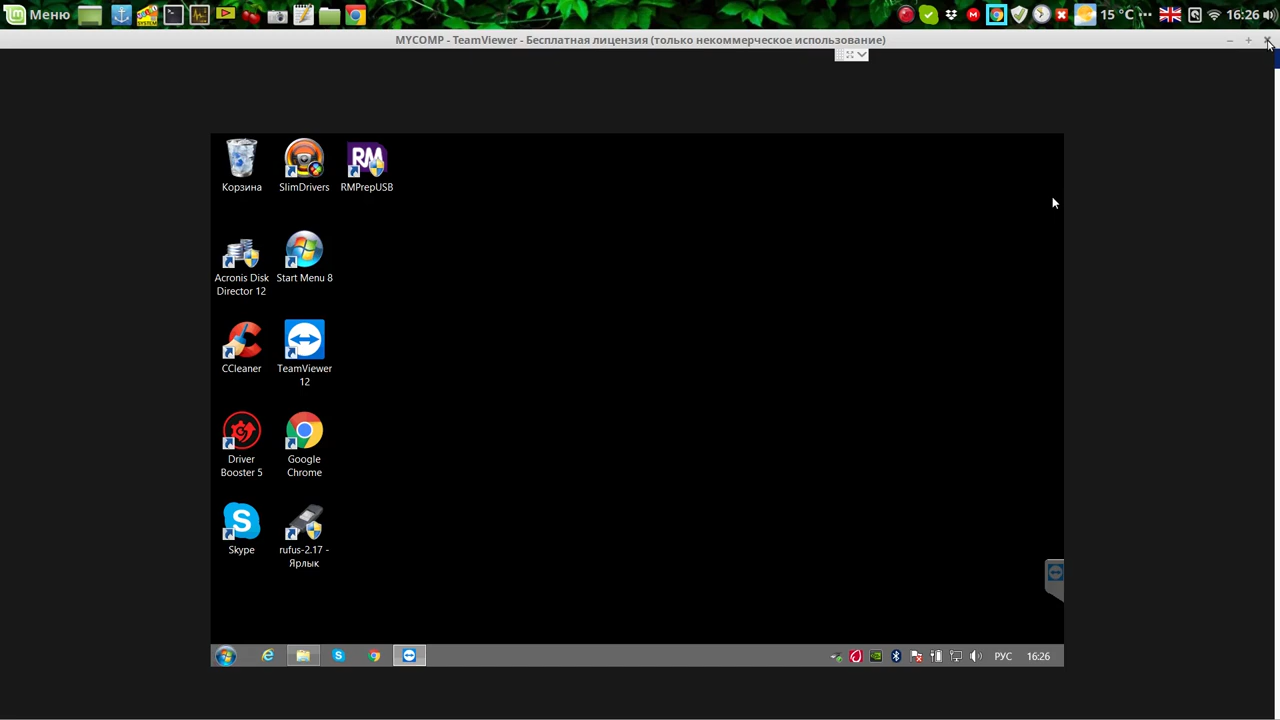 Меню
15 °C
16:26
MYCOMP - TeamViewer - Бесплатная лицензия (только некоммерческое использование)
Корзина
SlimDrivers
RM
RMPrepUSB
Acronis Disk
Director 12
Start Menu 8
CCleaner
TeamViewer
12
Driver
Booster 5
Google
Chrome
Skype
rufus-2.17 -
Ярлык
РУС
16:26